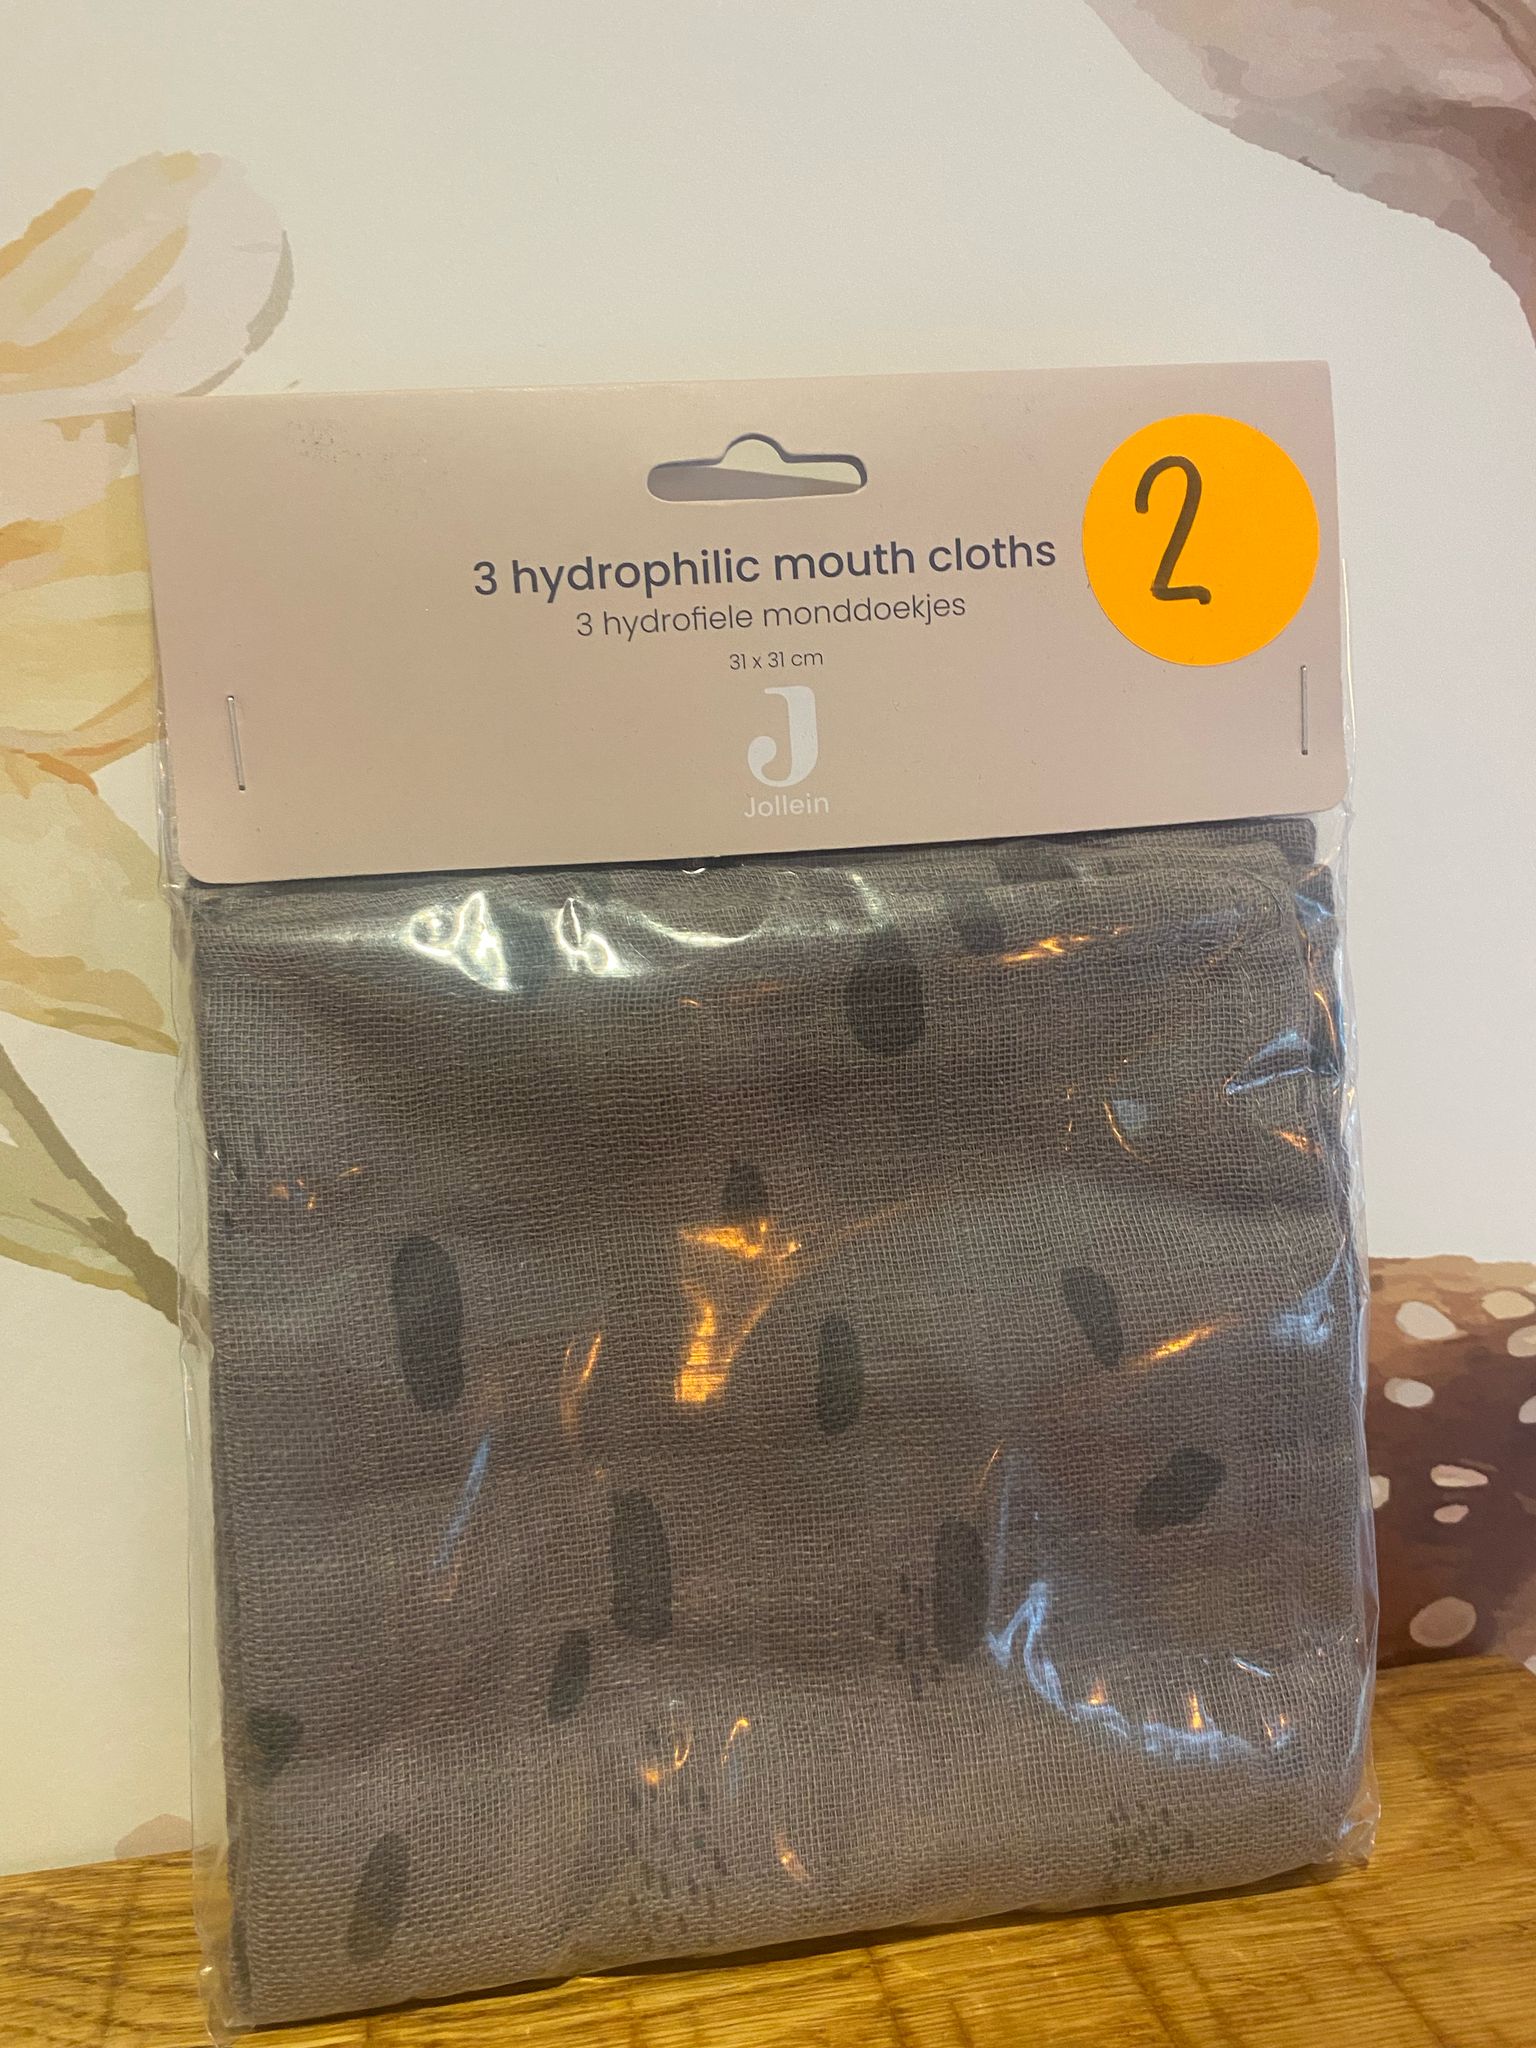 3 hydrophilic mouth cloths
3 hydrofiele monddoekjes
31 x 31 cm
J
Jollein
2